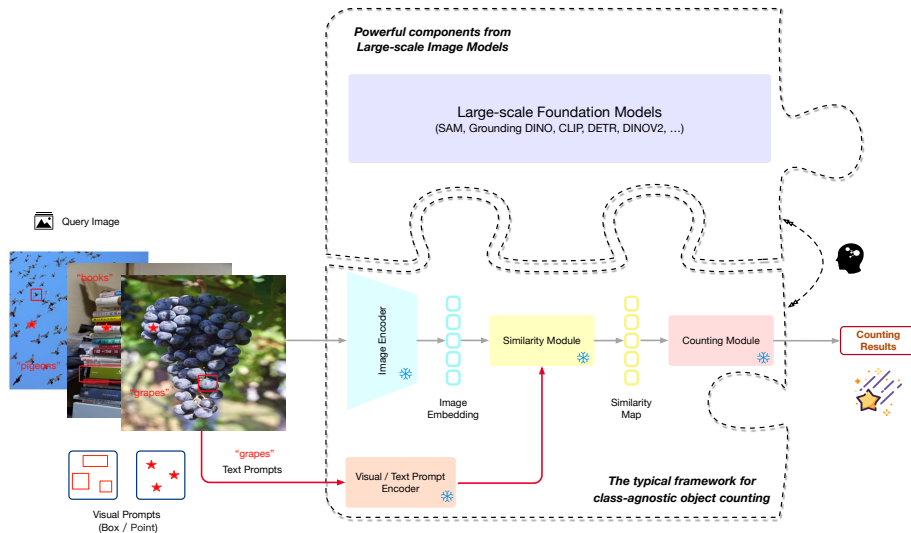 Powerful components from
Large-scale Image Models
Large-scale Foundation Models
(SAM, Grounding DINO, CLIP, DETR, DINOV2, ...)
Query Image
"books"
"pigeons"
"grapes"
Image Encoder
Image
Embedding
Similarity Module
Similarity
Map
Counting Module
Counting
Results
"grapes"
Text Prompts
Visual / Text Prompt
Encoder
Visual Prompts
(Box / Point)
The typical framework for
class-agnostic object counting